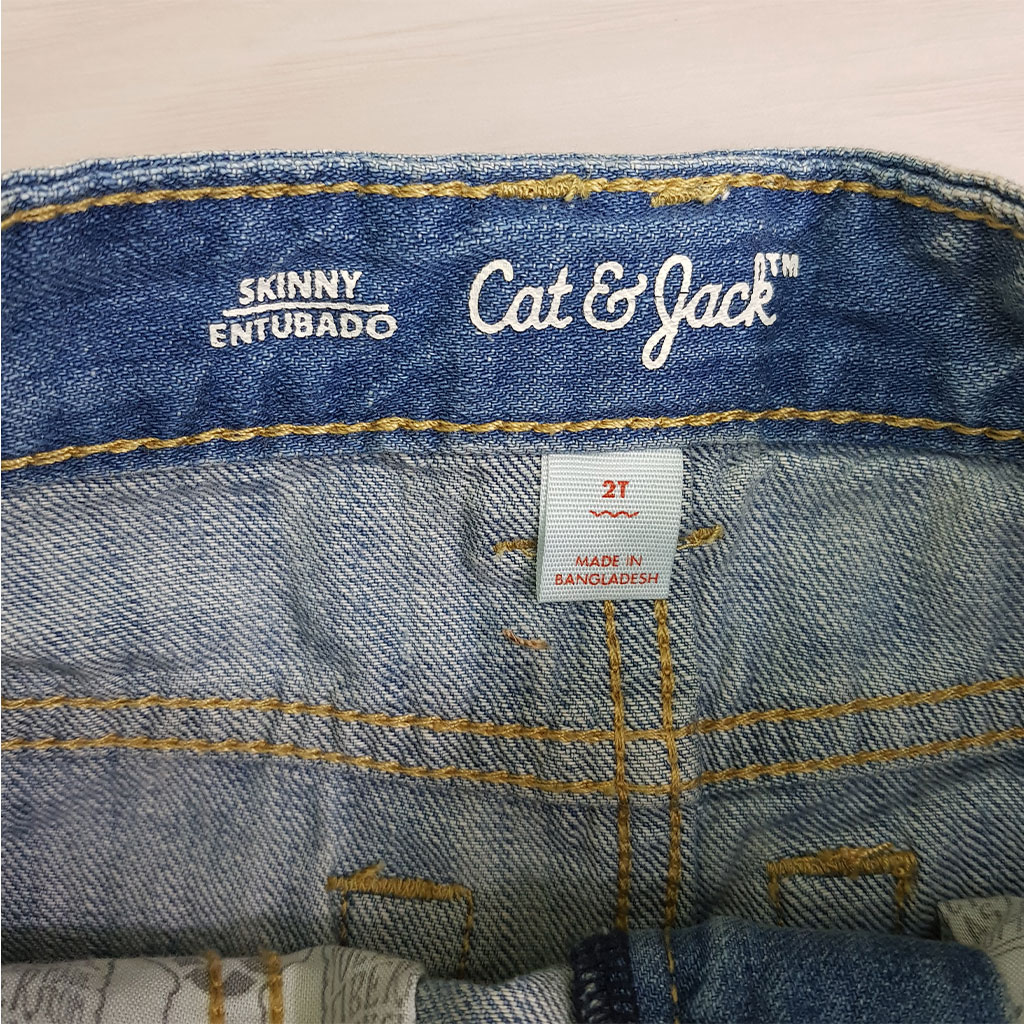 SKINNY
ENTUBADO
Cat & Jack™
2T
MADE IN
BANGLADESH